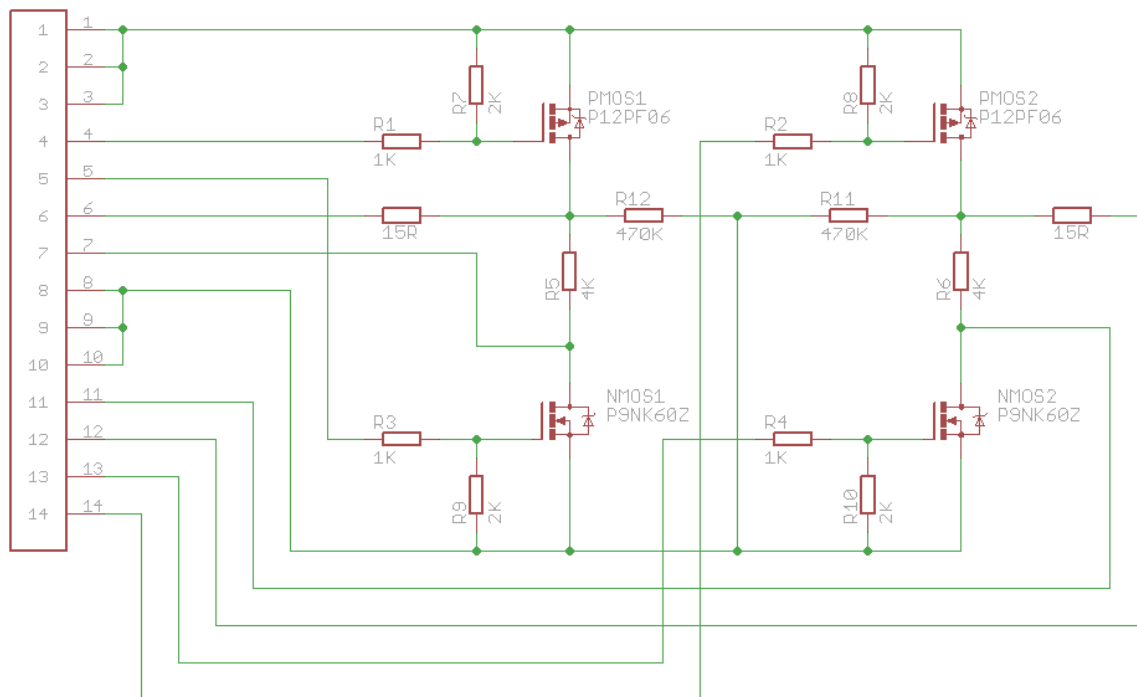 1 1
2 2
3 3
4 4
5 5
6 6
7 7
8 8
9 9
10 10
11 11
12 12
13 13
14 14
R7 2K
PMOS1
P12PF06
R8 2K
PMOS2
P12PF06
R1
1K
R2
1K
15R
R12
470K
R11
470K
15R
R5 4K
R6 4K
NMOS1
P9NK60Z
NMOS2
P9NK60Z
R3
1K
R4
1K
R9 2K
R10 2K